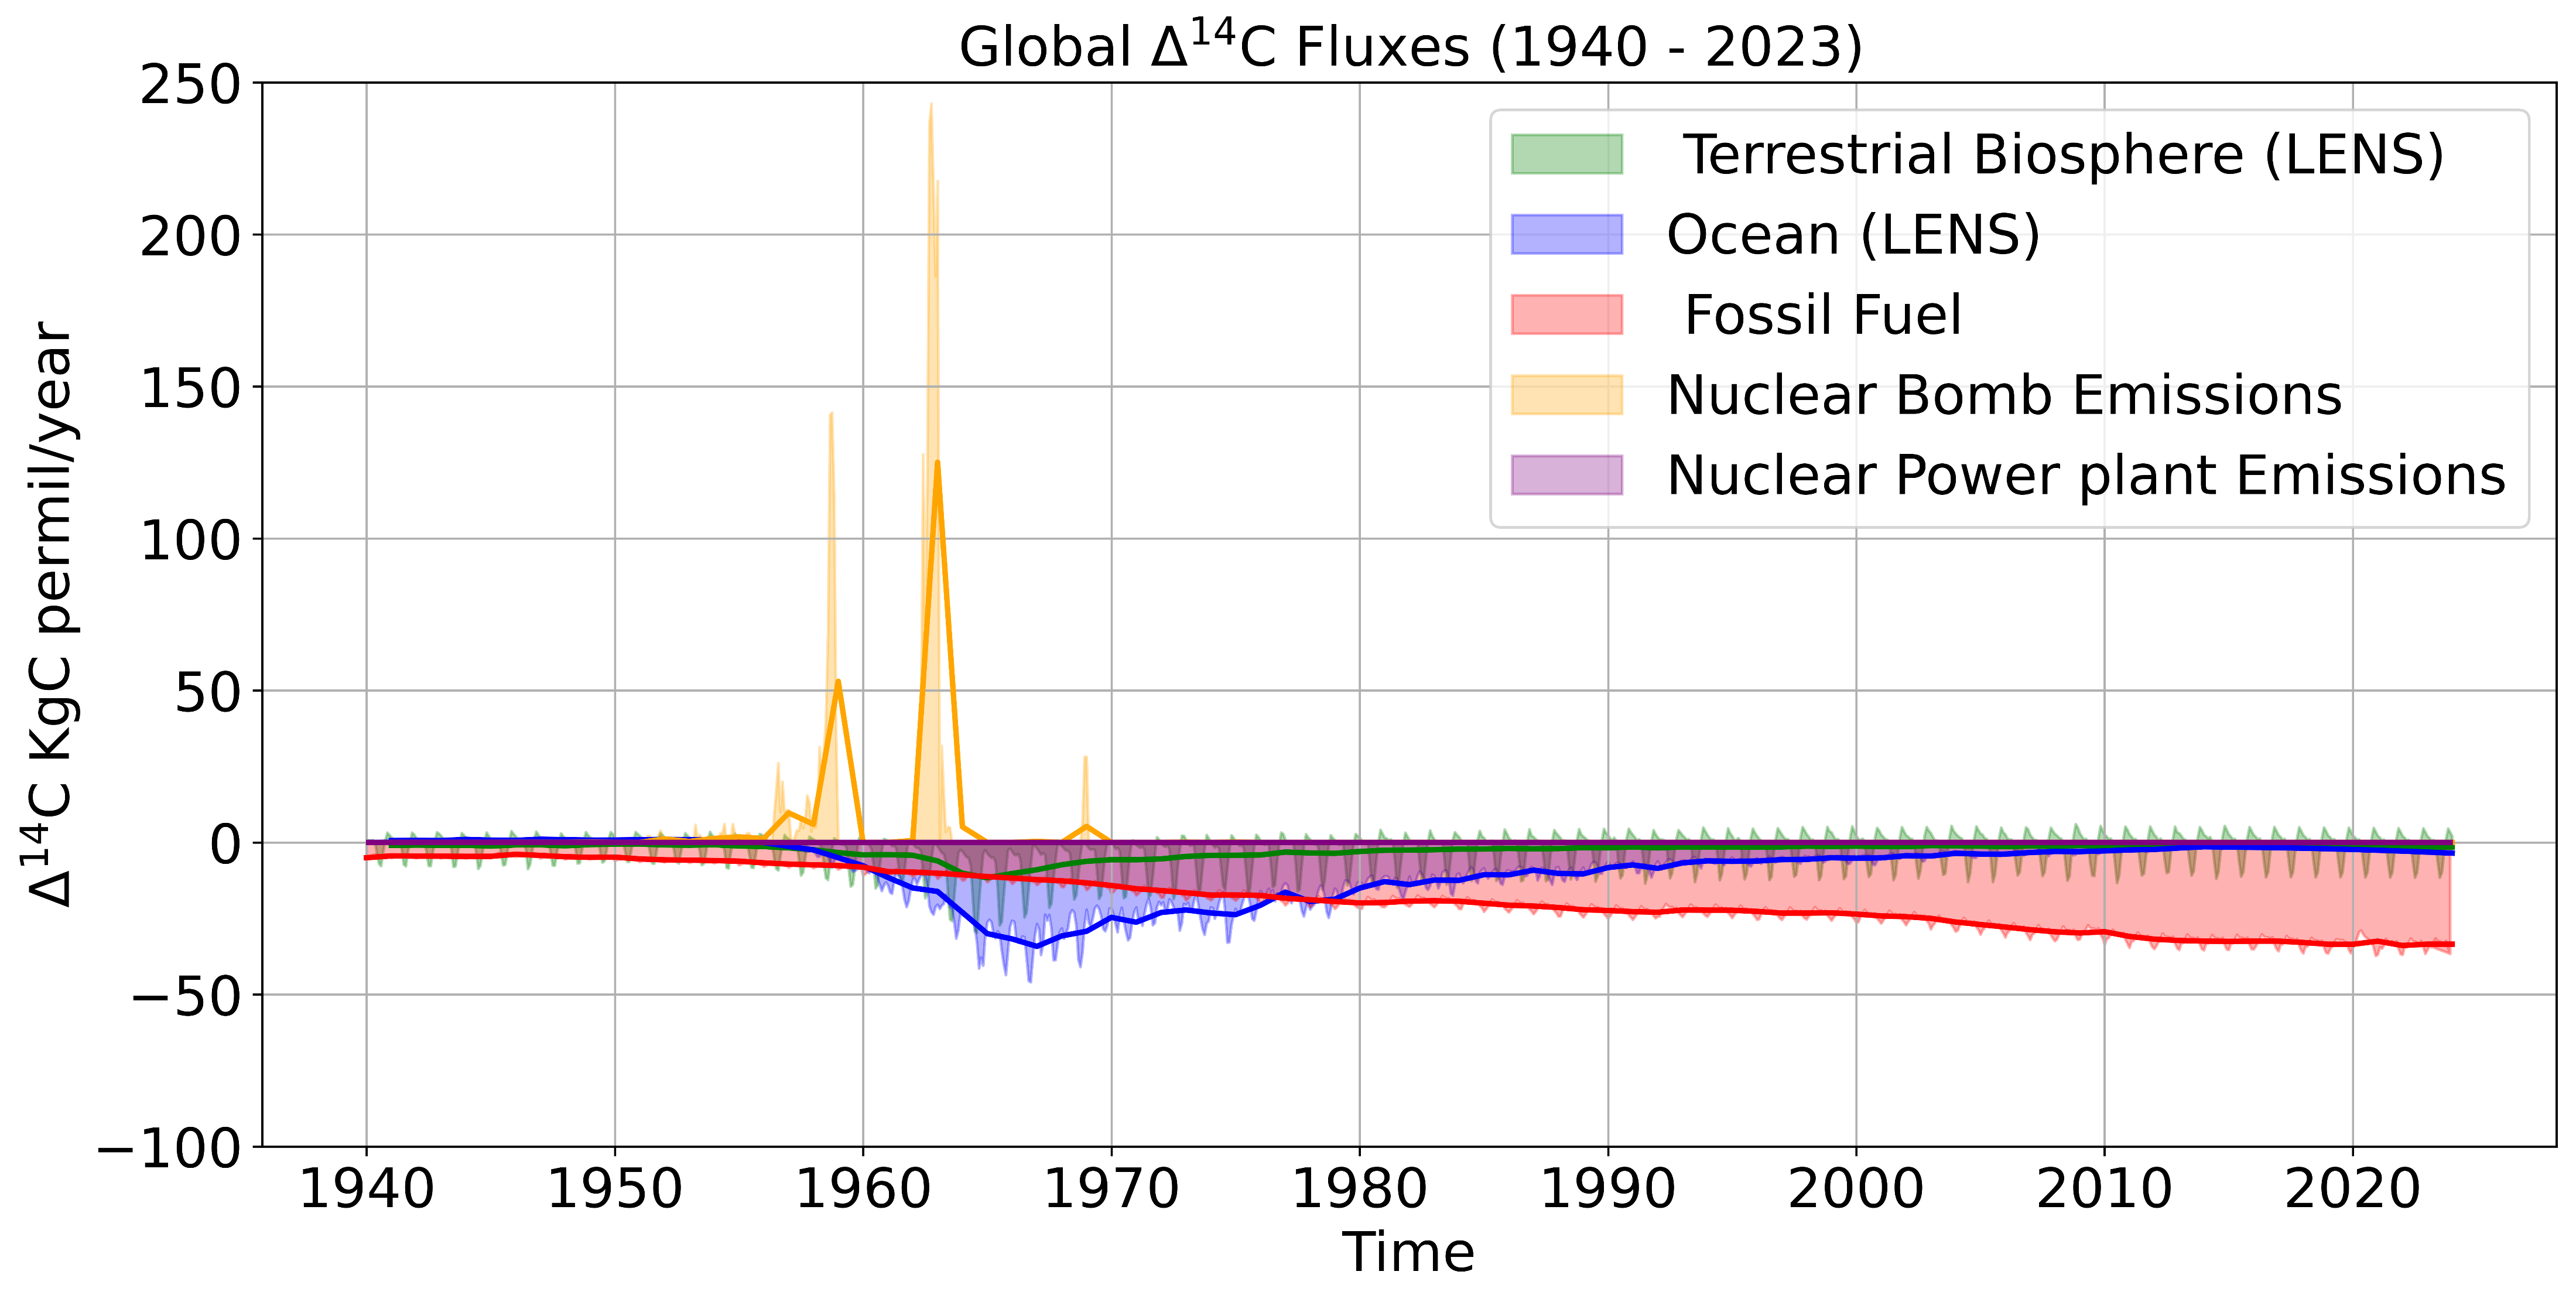 Global Δ¹⁴C Fluxes (1940 - 2023)
Δ¹⁴C KgC permil/year
250
200
150
100
50
0
−50
−100
Terrestrial Biosphere (LENS)
Ocean (LENS)
Fossil Fuel
Nuclear Bomb Emissions
Nuclear Power plant Emissions
1940 1950 1960 1970 1980 1990 2000 2010 2020
Time